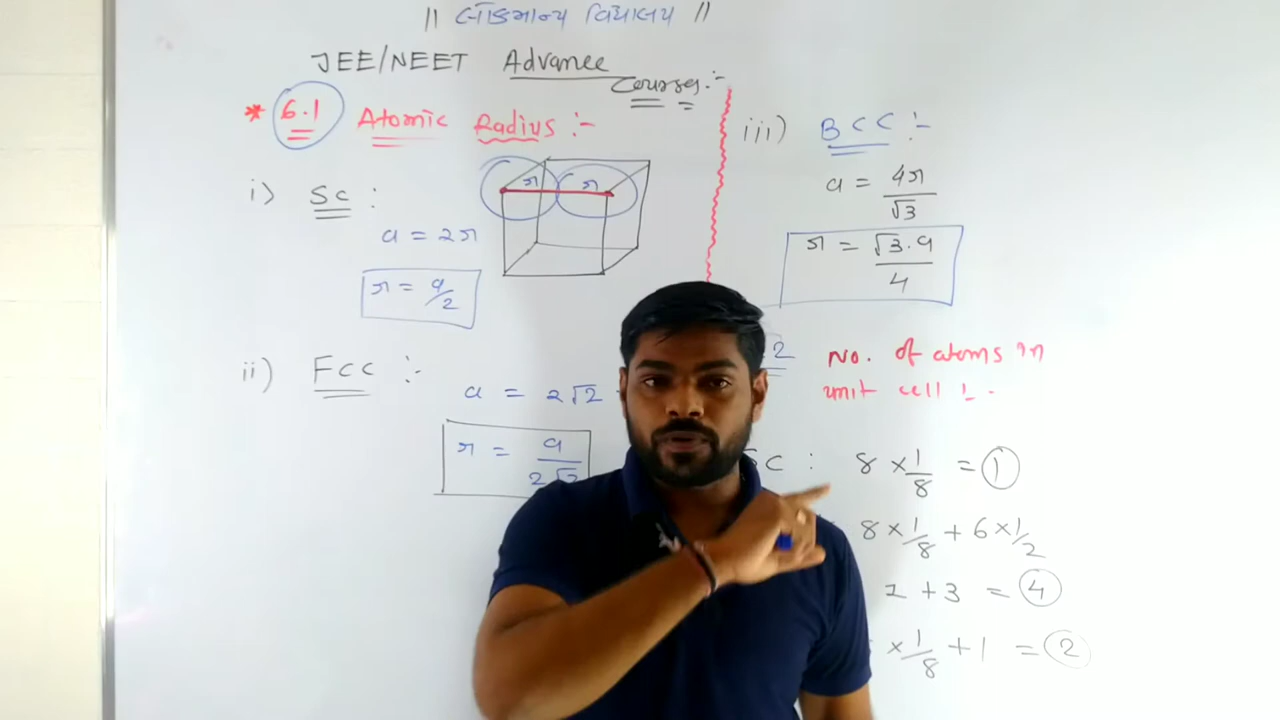 || લોકમાન્ય વિદ્યાલય ||
JEE/NEET Advance
Courses:-
* 6.1 Atomic Radius :-
i) SC :
r r
a = 2r
r = a/2
ii) FCC :-
a = 2√2
r = a/2√2
iii) BCC :-
a = 4r/√3
r = √3.a/4
2 No. of atoms in
unit cell :-
SC : 8 × 1/8 = 1
8 × 1/8 + 6 × 1/2
1 + 3 = 4
× 1/8 + 1 = 2